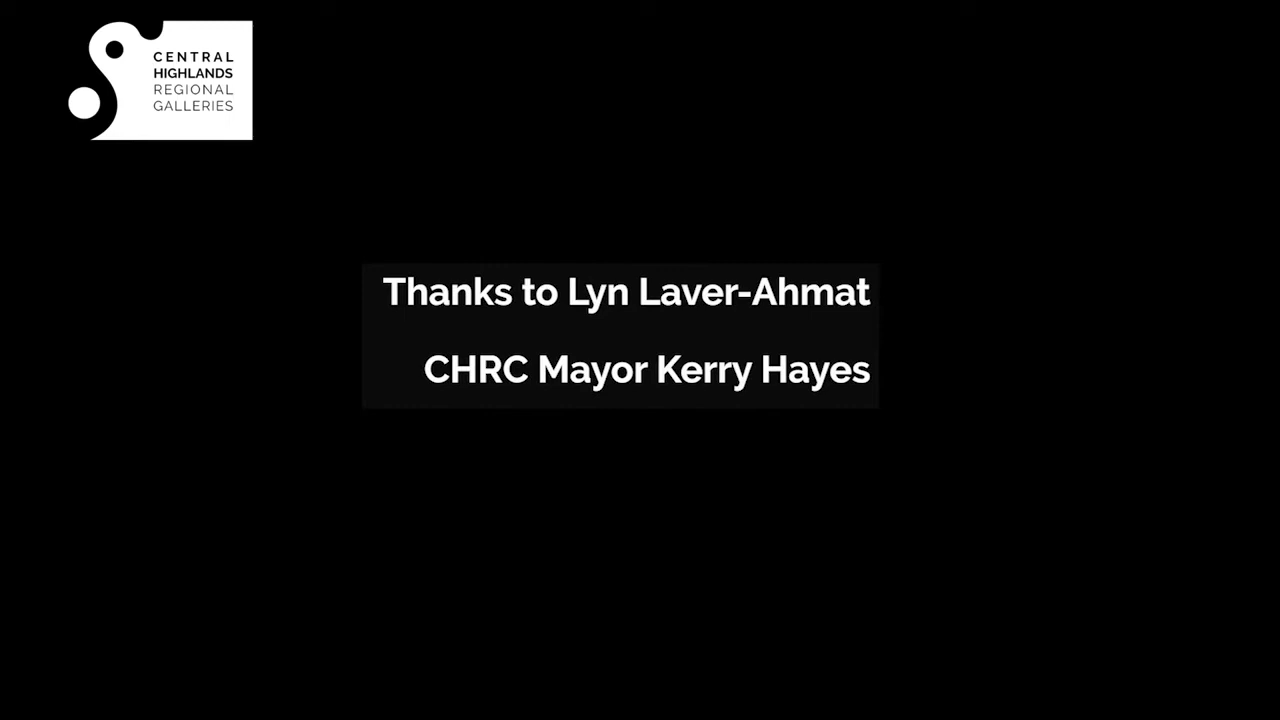 CENTRAL
HIGHLANDS
REGIONAL
GALLERIES
Thanks to Lyn Laver-Ahmat
CHRC Mayor Kerry Hayes